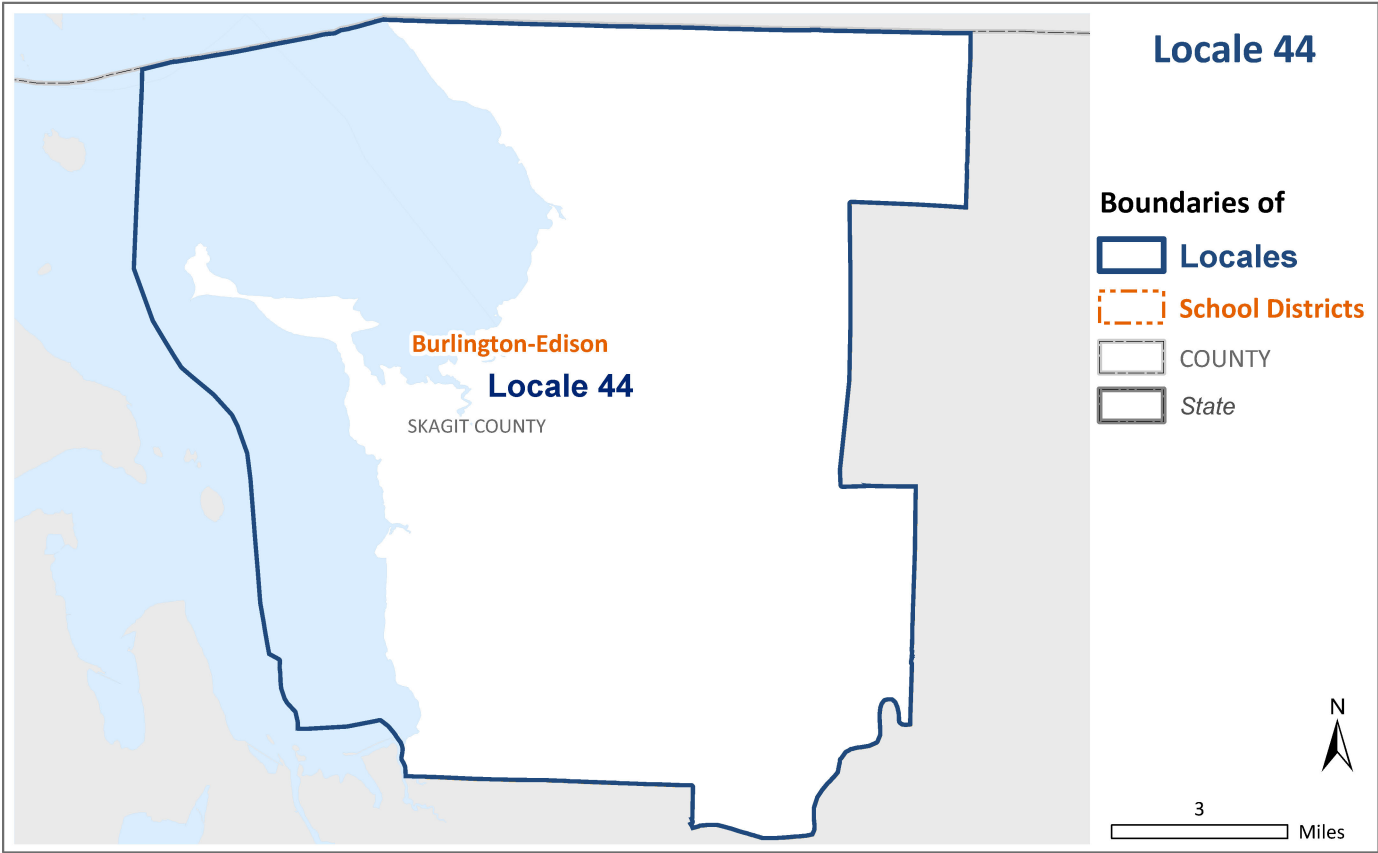 Locale 44
Boundaries of
Locales
School Districts
COUNTY
State
Burlington-Edison
Locale 44
SKAGIT COUNTY
N
3
Miles